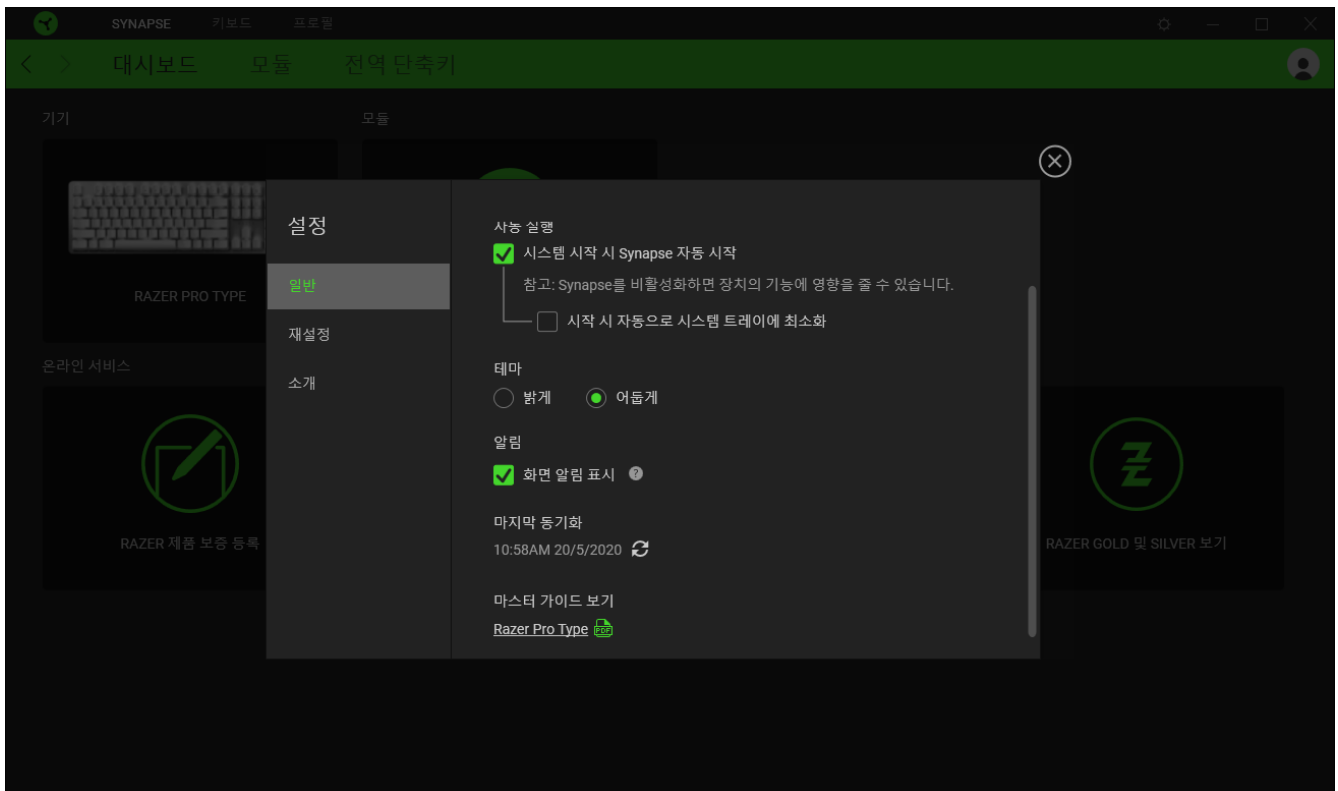 SYNAPSE 키보드 프로필
대시보드 모듈 전역 단축키
기기 모듈
RAZER PRO TYPE
온라인 서비스
RAZER 제품 보증 등록
RAZER GOLD 및 SILVER 보기
설정
일반
재설정
소개
실행
시스템 시작 시 Synapse 자동 시작
참고: Synapse를 비활성화하면 장치의 기능에 영향을 줄 수 있습니다.
시작 시 자동으로 시스템 트레이에 최소화
테마
밝게 어둡게
알림
화면 알림 표시 ?
마지막 동기화
10:58AM 20/5/2020
마스터 가이드 보기
Razer Pro Type PDF